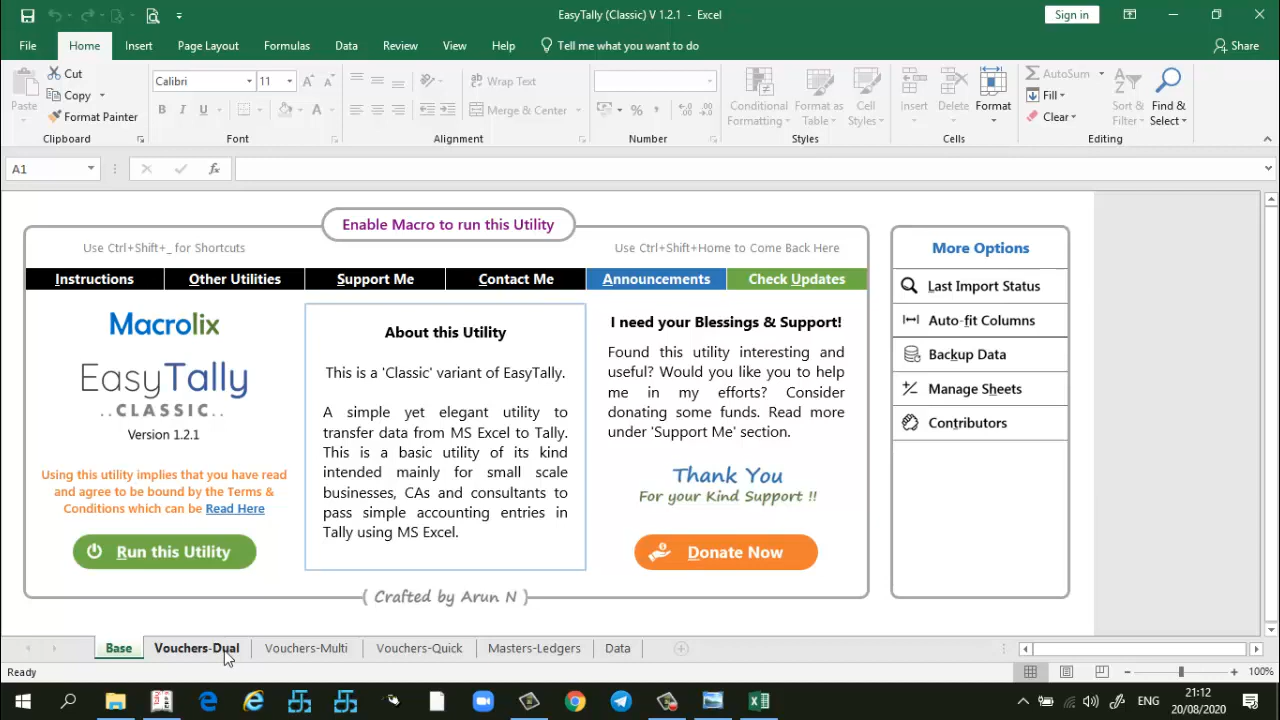 EasyTally (Classic) V 1.2.1 - Excel
Sign in
File Home Insert Page Layout Formulas Data Review View Help Tell me what you want to do Share
Paste
Cut
Copy
Format Painter
Clipboard
Calibri 11
B I U
Font
Wrap Text
Merge & Center
Alignment
Number
Conditional Formatting
Format as Table
Cell Styles
Styles
Insert Delete Format
Cells
AutoSum
Fill
Clear
Sort & Filter
Find & Select
Editing
A1
fx
Enable Macro to run this Utility
Use Ctrl+Shift+_ for Shortcuts
Use Ctrl+Shift+Home to Come Back Here
Instructions Other Utilities Support Me Contact Me Announcements Check Updates
Macrolix
EasyTally
..CLASSIC..
Version 1.2.1
Using this utility implies that you have read
and agree to be bound by the Terms &
Conditions which can be Read Here
Run this Utility
About this Utility
This is a 'Classic' variant of EasyTally.
A simple yet elegant utility to
transfer data from MS Excel to Tally.
This is a basic utility of its kind
intended mainly for small scale
businesses, CAs and consultants to
pass simple accounting entries in
Tally using MS Excel.
I need your Blessings & Support!
Found this utility interesting and
useful? Would you like you to help
me in my efforts? Consider
donating some funds. Read more
under 'Support Me' section.
Thank You
For your Kind Support !!
Donate Now
{ Crafted by Arun N }
More Options
Last Import Status
Auto-fit Columns
Backup Data
Manage Sheets
Contributors
Base Vouchers-Dual Vouchers-Multi Vouchers-Quick Masters-Ledgers Data
Ready
100%
ENG
21:12
20/08/2020